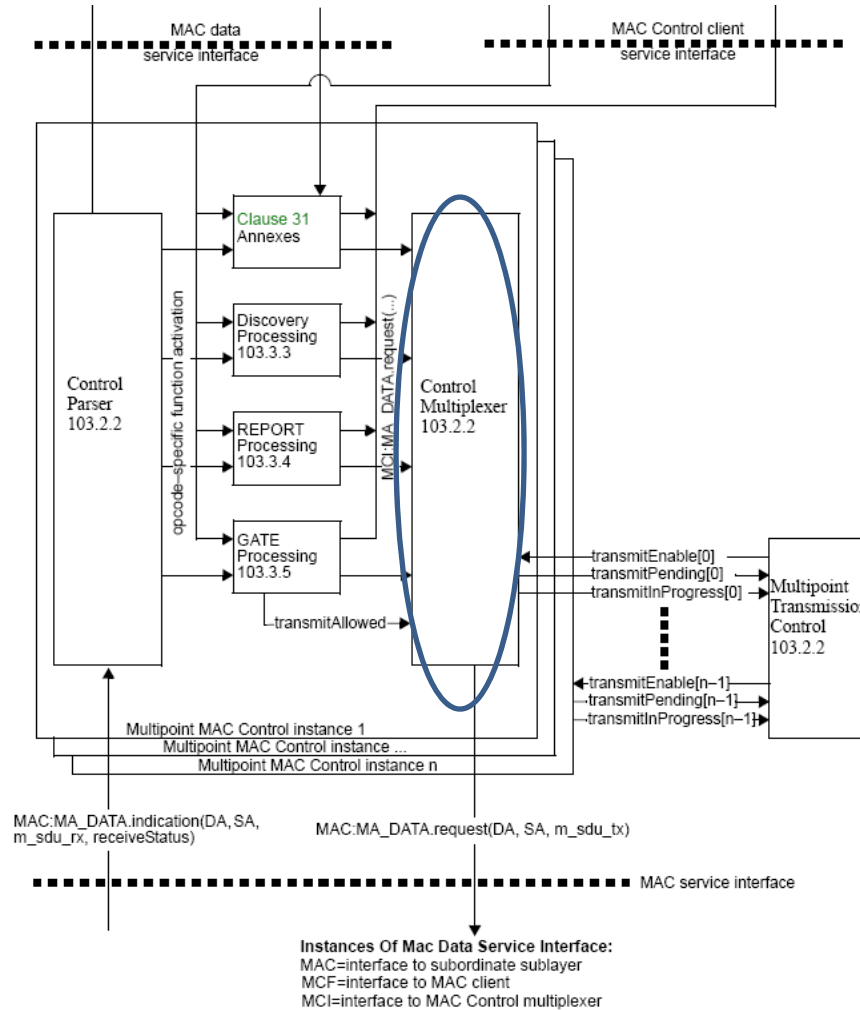 MAC data
service interface
MAC Control client
service interface
Clause 31
Annexes
Discovery
Processing
103.3.3
REPORT
Processing
103.3.4
GATE
Processing
103.3.5
Control
Parser
103.2.2
opcode–specific function activation
MCI:MA_DATA.request(...)
Control
Multiplexer
103.2.2
transmitAllowed
transmitEnable[0]
transmitPending[0]
transmitInProgress[0]
Multipoint
Transmission
Control
103.2.2
transmitEnable[n–1]
transmitPending[n–1]
transmitInProgress[n–1]
Multipoint MAC Control instance 1
Multipoint MAC Control instance ...
Multipoint MAC Control instance n
MAC:MA_DATA.indication(DA, SA,
m_sdu_rx, receiveStatus)
MAC:MA_DATA.request(DA, SA, m_sdu_tx)
MAC service interface
Instances Of Mac Data Service Interface:
MAC=interface to subordinate sublayer
MCF=interface to MAC client
MCI=interface to MAC Control multiplexer